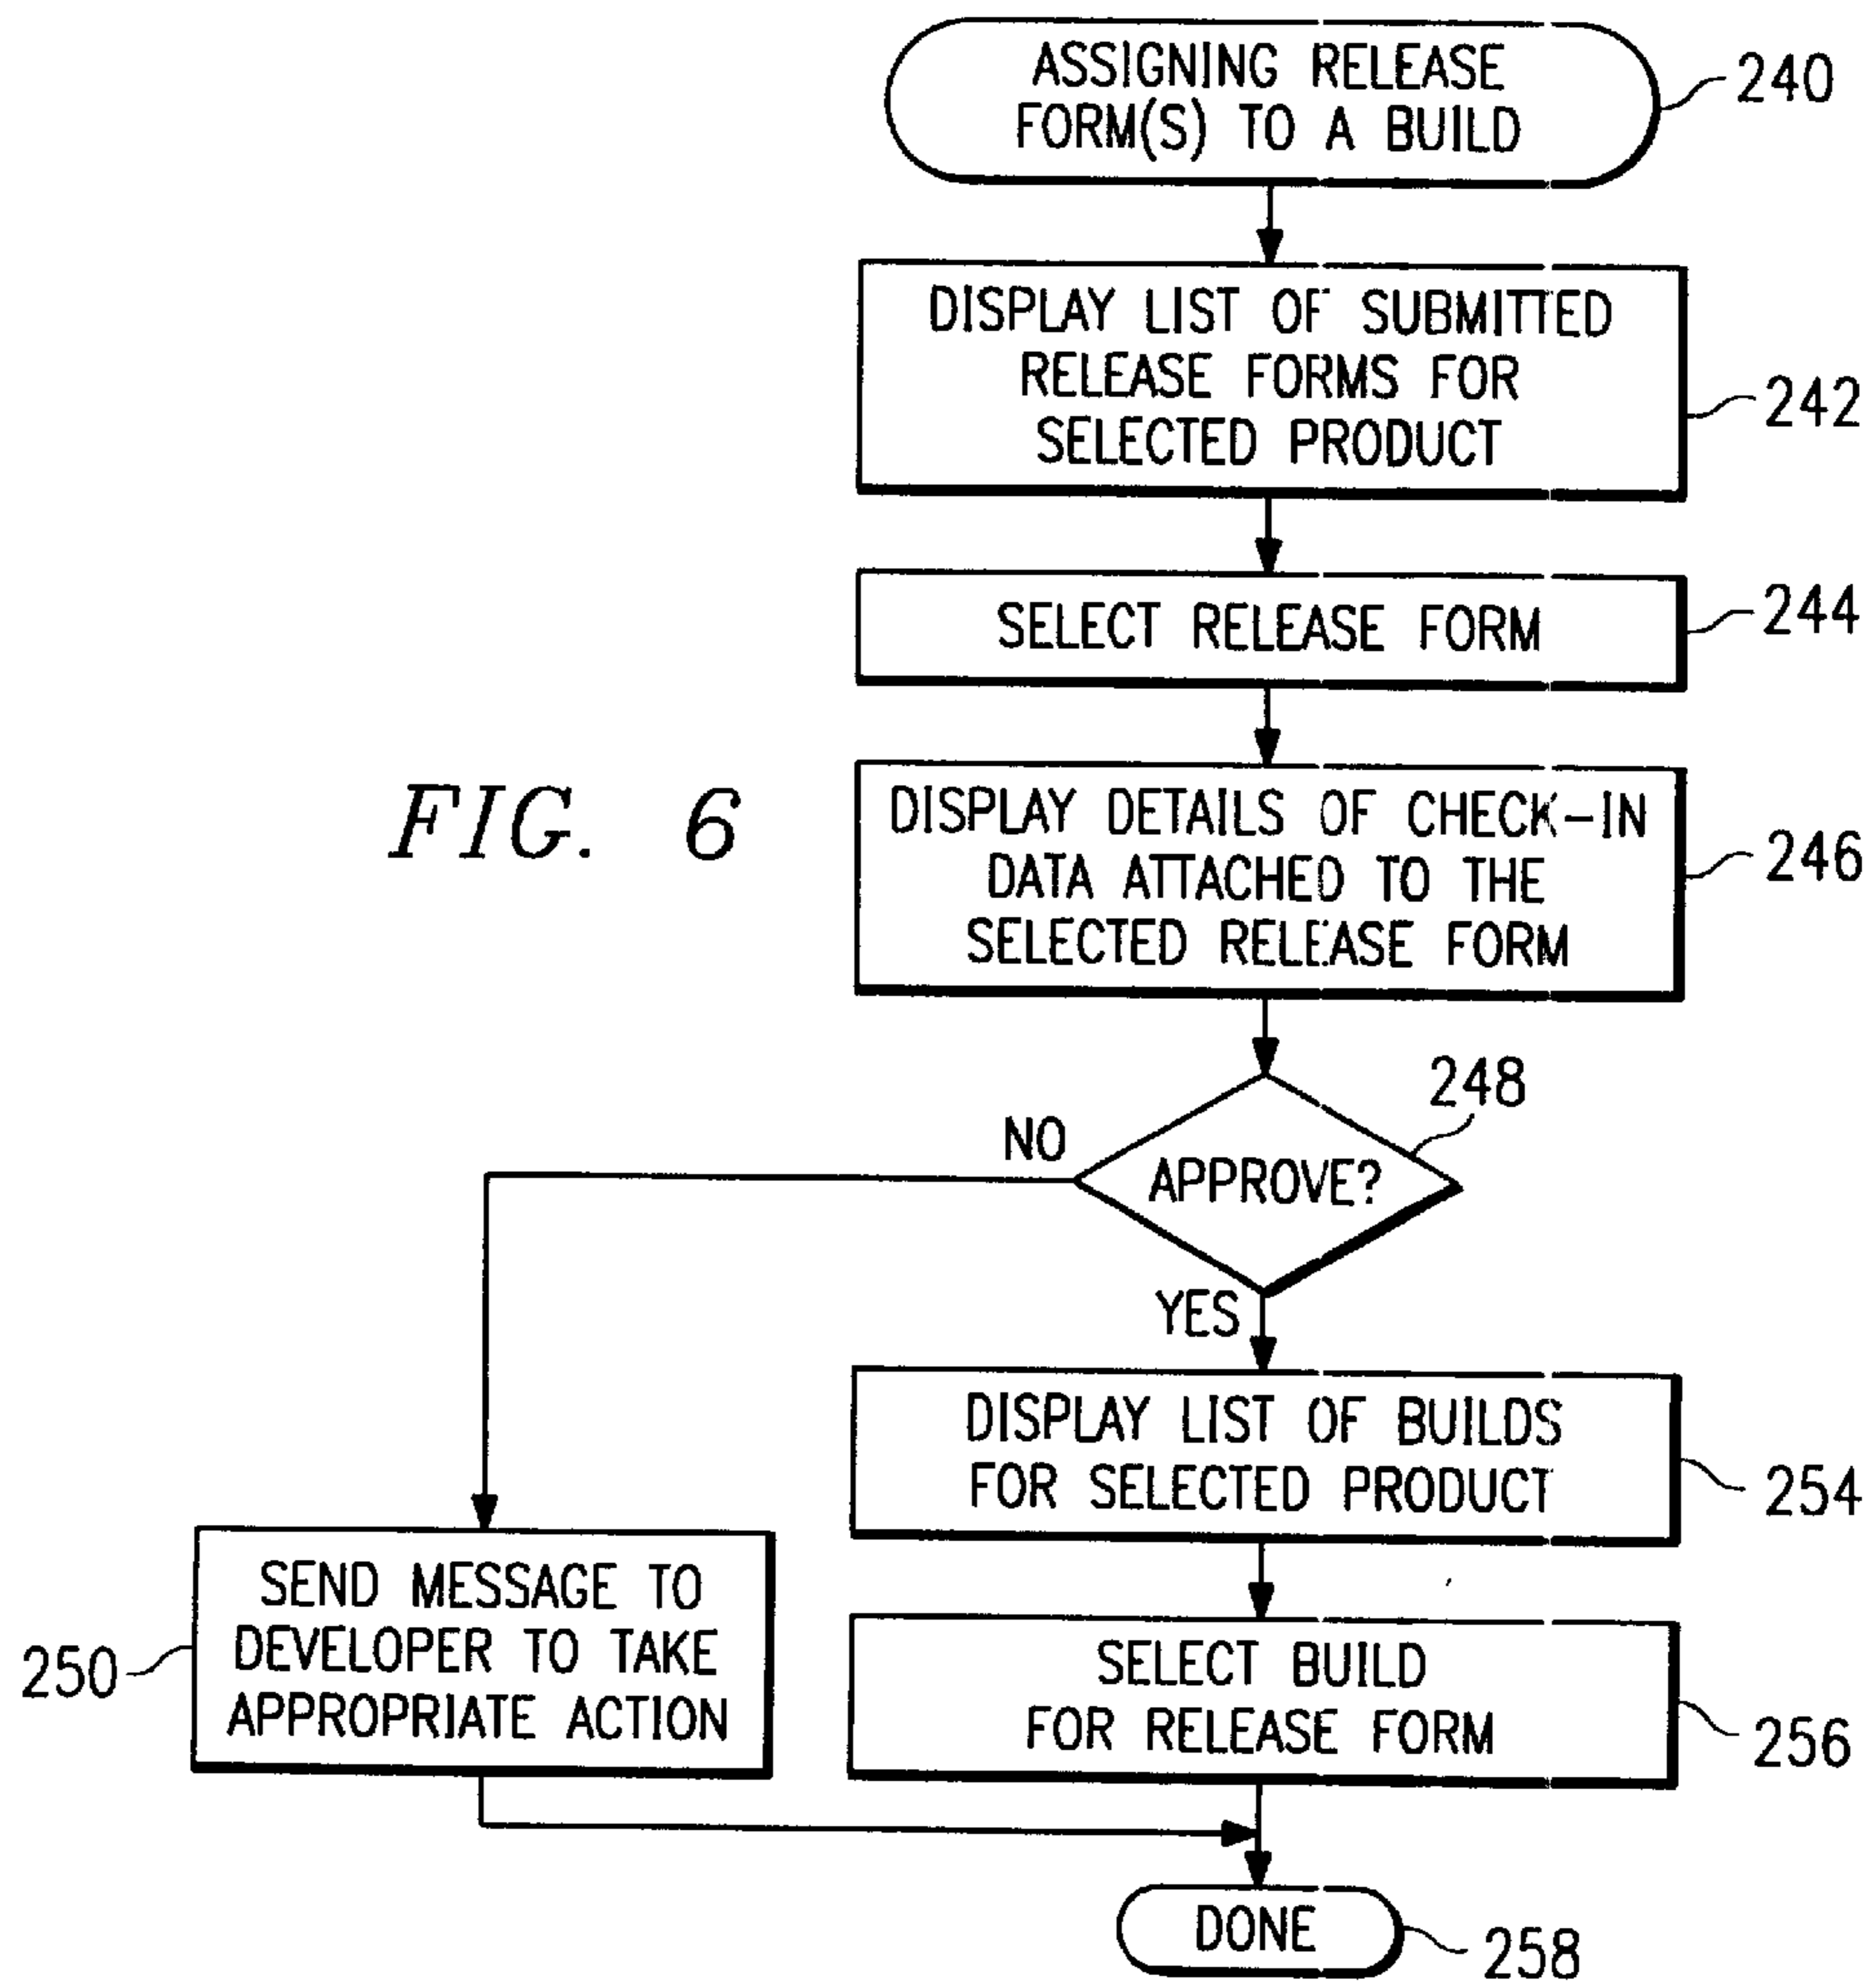 ASSIGNING RELEASE
FORM(S) TO A BUILD
240
DISPLAY LIST OF SUBMITTED
RELEASE FORMS FOR
SELECTED PRODUCT
242
SELECT RELEASE FORM
244
FIG. 6
DISPLAY DETAILS OF CHECK-IN
DATA ATTACHED TO THE
SELECTED RELEASE FORM
246
248
NO
APPROVE?
YES
DISPLAY LIST OF BUILDS
FOR SELECTED PRODUCT
254
SEND MESSAGE TO
DEVELOPER TO TAKE
APPROPRIATE ACTION
250
SELECT BUILD
FOR RELEASE FORM
256
DONE
258